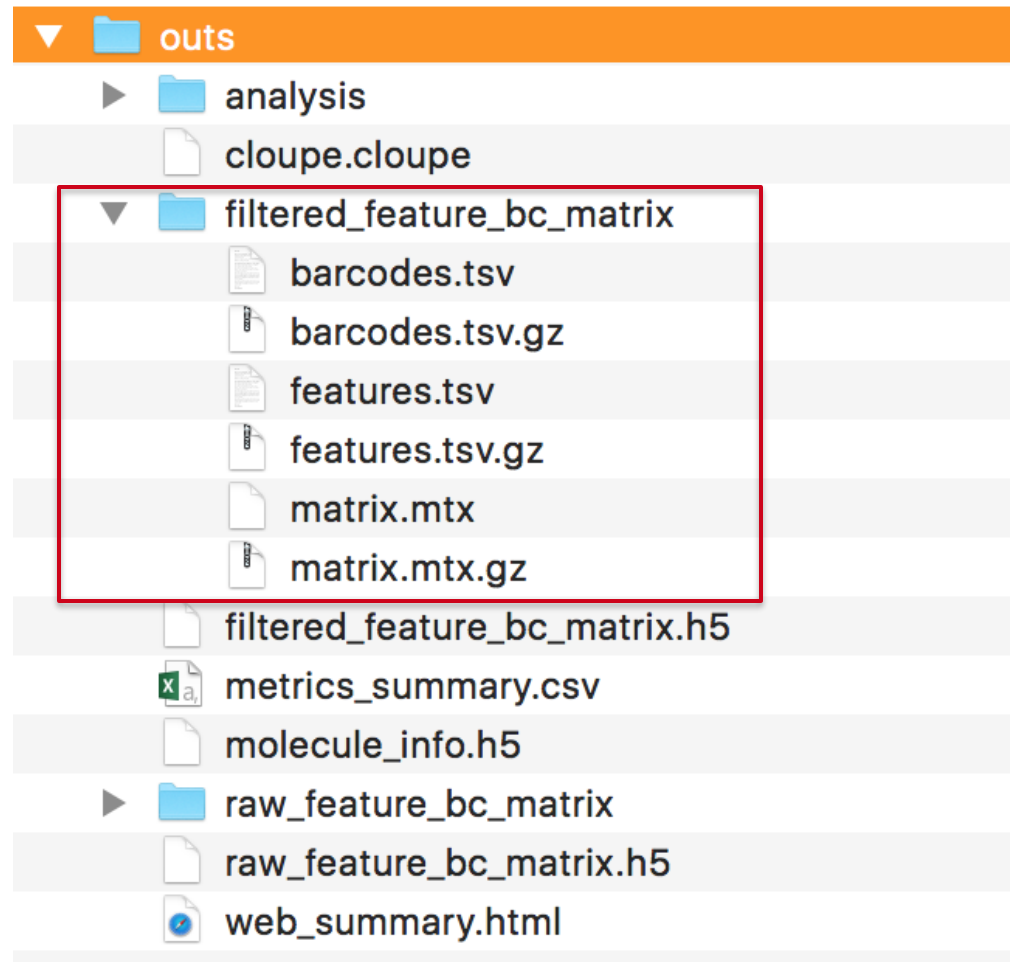 outs
analysis
cloupe.cloupe
filtered_feature_bc_matrix
barcodes.tsv
barcodes.tsv.gz
features.tsv
features.tsv.gz
matrix.mtx
matrix.mtx.gz
filtered_feature_bc_matrix.h5
metrics_summary.csv
molecule_info.h5
raw_feature_bc_matrix
raw_feature_bc_matrix.h5
web_summary.html